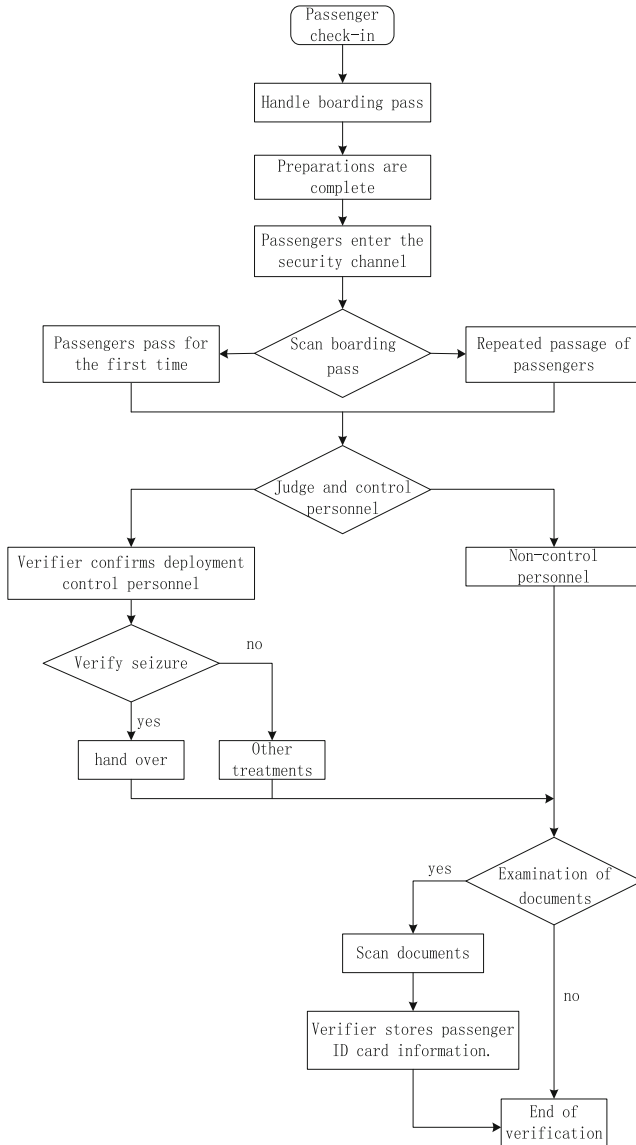 Passenger
check-in
Handle boarding pass
Preparations are
complete
Passengers enter the
security channel
Passengers pass for
the first time
Scan boarding
pass
Repeated passage of
passengers
Judge and control
personnel
Verifier confirms deployment
control personnel
Non-control
personnel
Verify seizure
no
yes
hand over
Other
treatments
yes
Examination of
documents
Scan documents
no
Verifier stores passenger
ID card information.
End of
verification